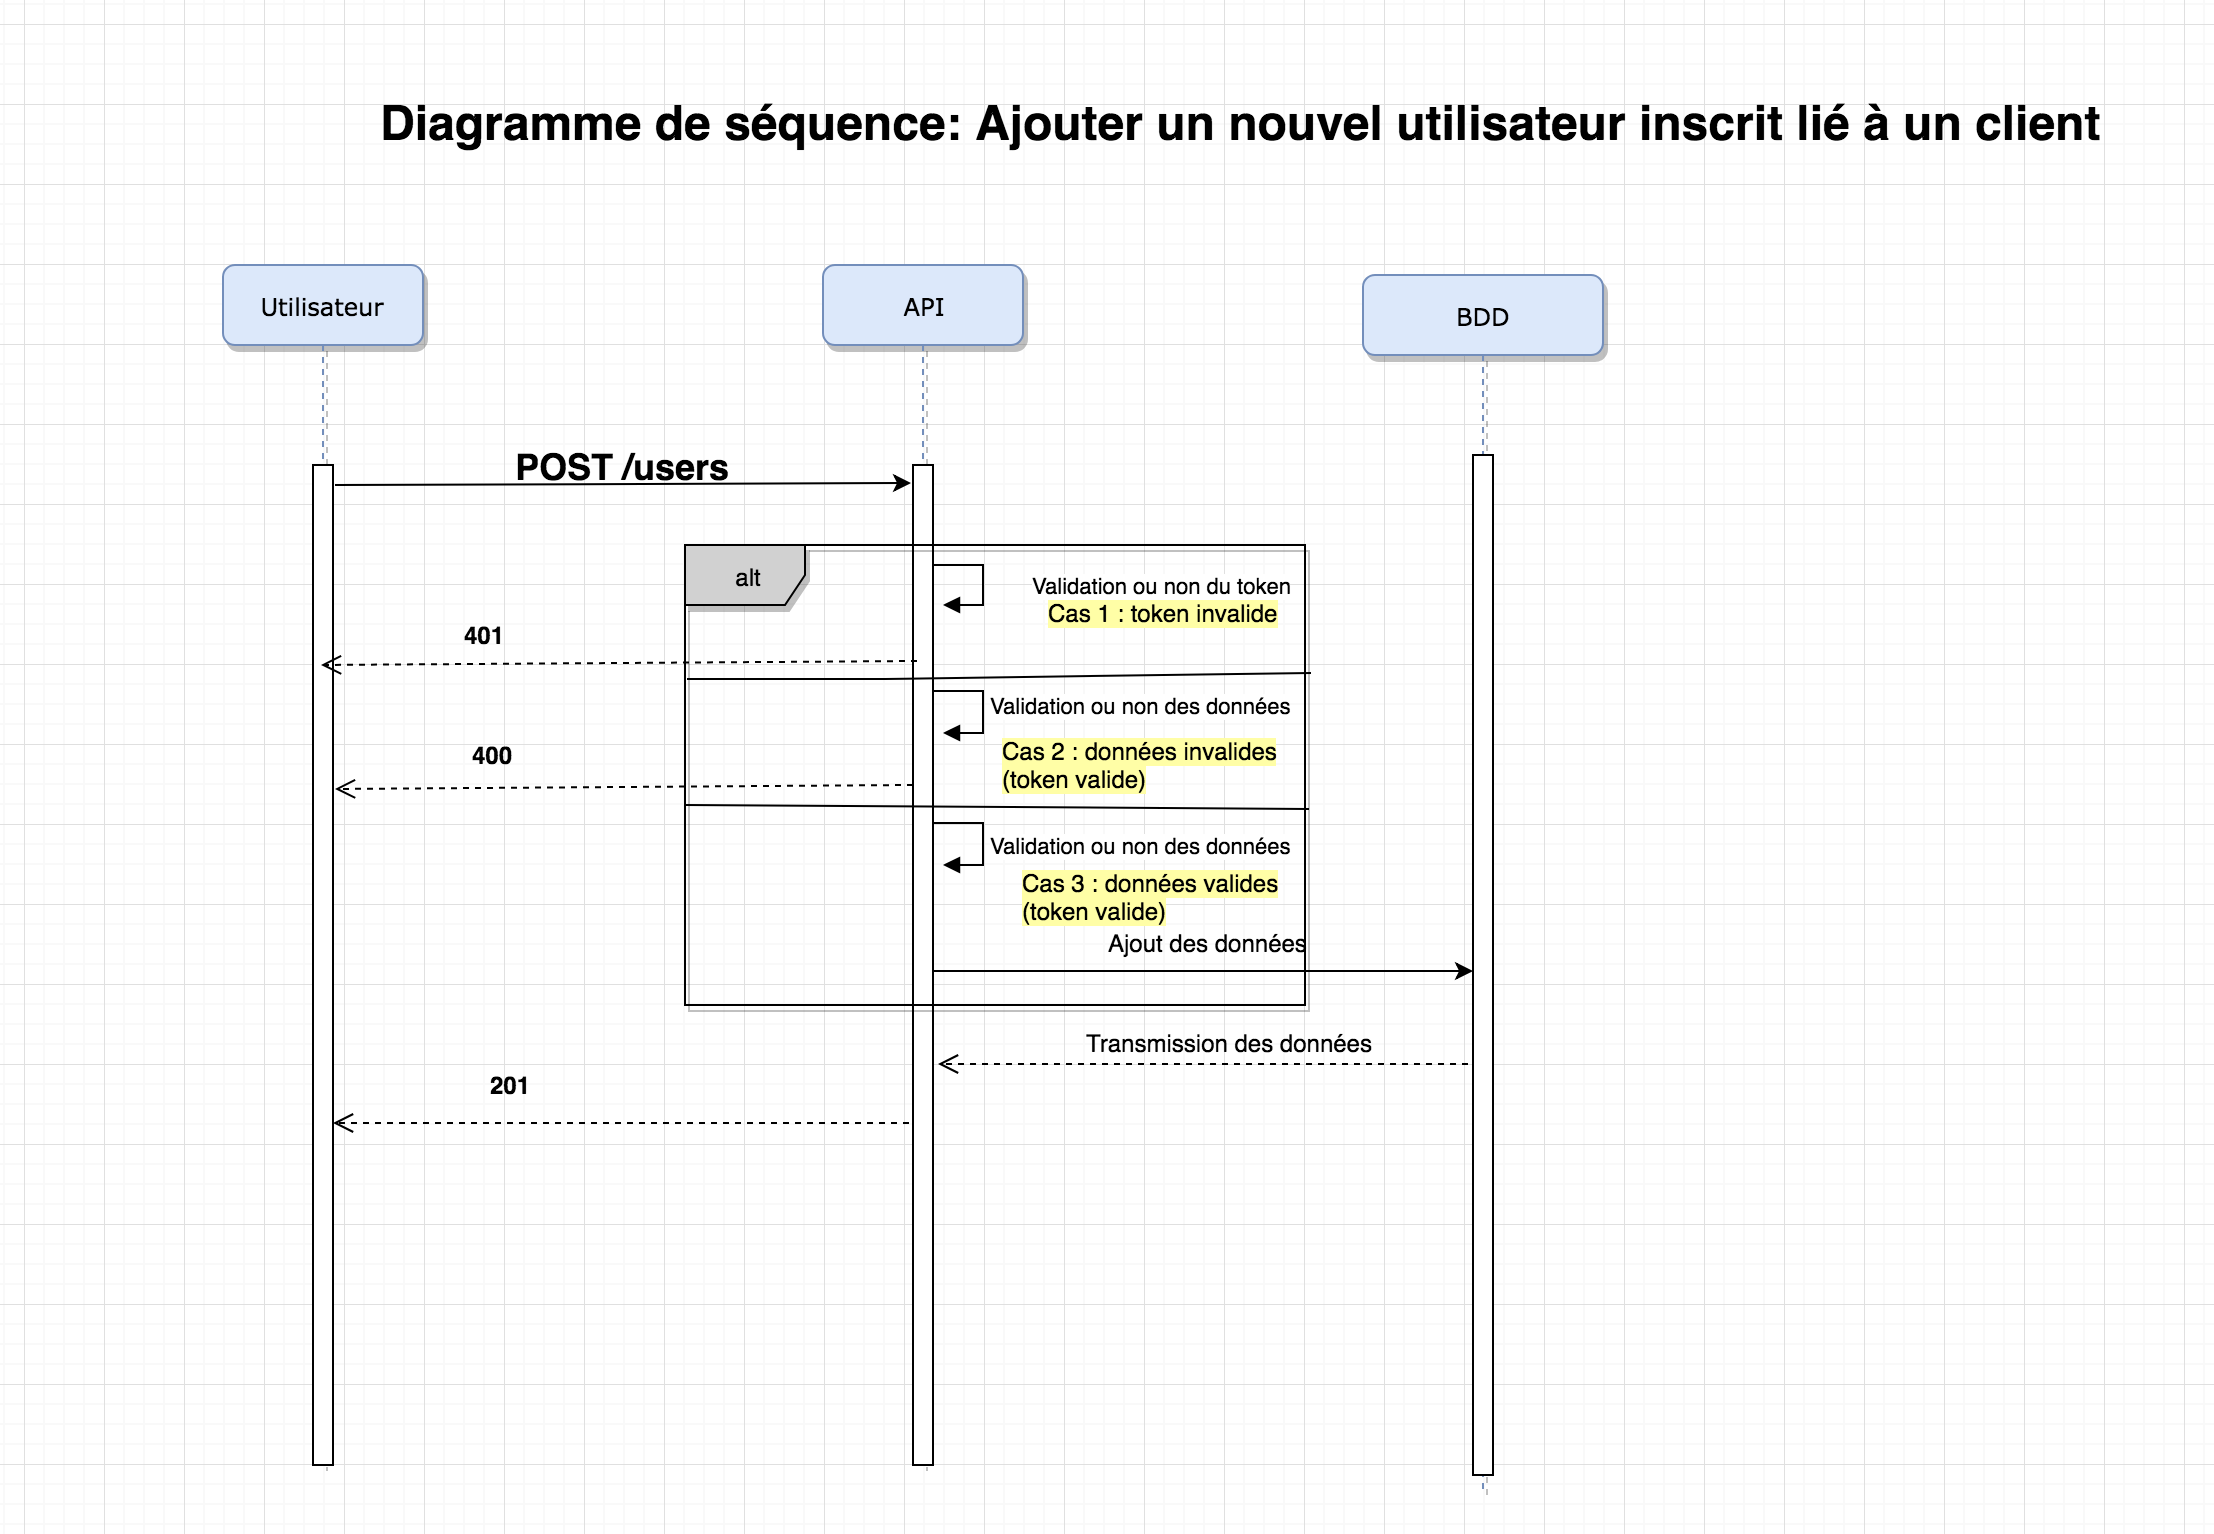 Diagramme de séquence: Ajouter un nouvel utilisateur inscrit lié à un client
Utilisateur
API
BDD
POST /users
alt
Validation ou non du token
Cas 1 : token invalide
401
Validation ou non des données
Cas 2 : données invalides
(token valide)
400
Validation ou non des données
Cas 3 : données valides
(token valide)
Ajout des données
Transmission des données
201